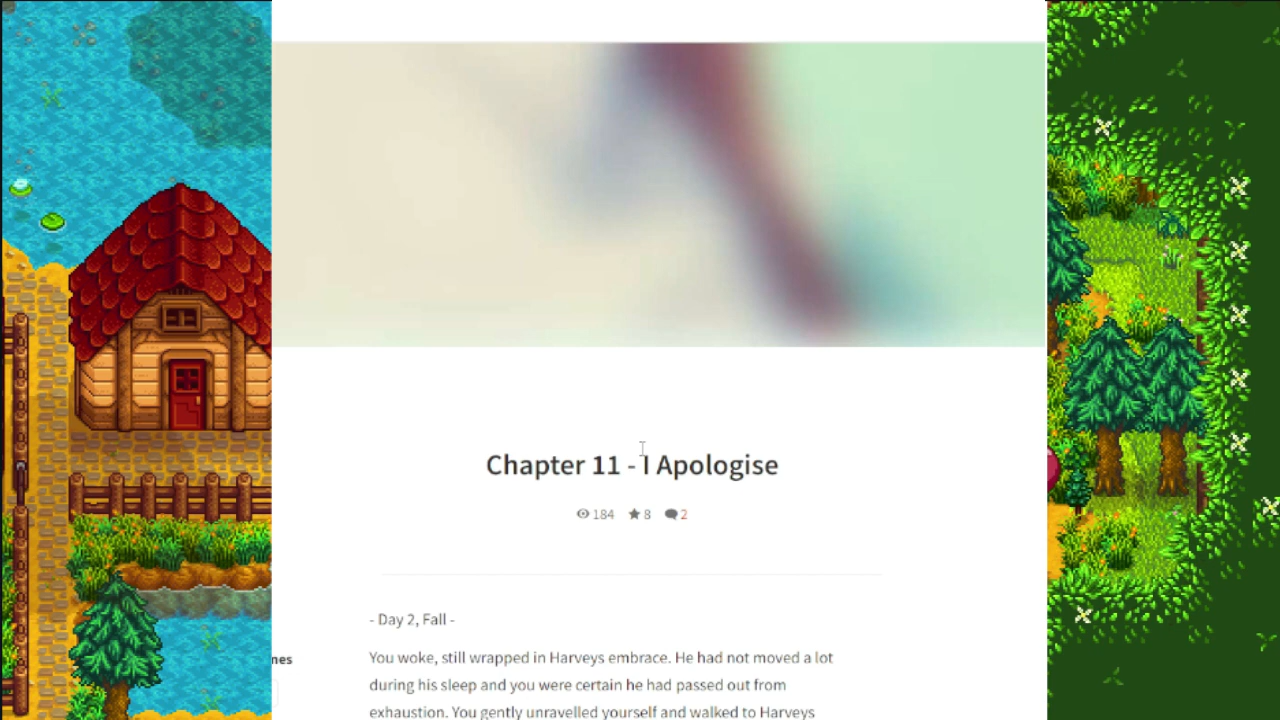 Chapter 11 - I Apologise
184 8 2
- Day 2, Fall -
You woke, still wrapped in Harveys embrace. He had not moved a lot
during his sleep and you were certain he had passed out from
nes
exhaustion. You gently unravelled yourself and walked to Harveys